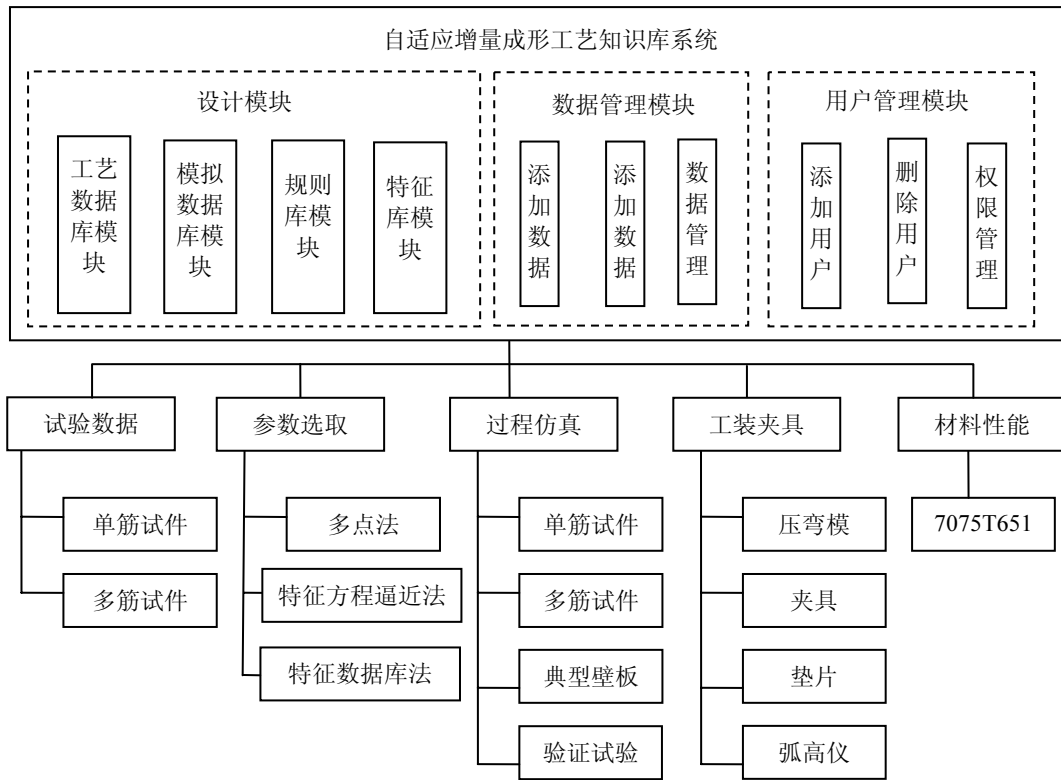 自适应增量成形工艺知识库系统
设计模块
工艺
数据
库模
块
模拟
数据
库模
块
规则
库模
块
特征
库模
块
数据管理模块
添
加
数
据
添
加
数
据
数
据
管
理
用户管理模块
添
加
用
户
删
除
用
户
权
限
管
理
试验数据
单筋试件
多筋试件
参数选取
多点法
特征方程逼近法
特征数据库法
过程仿真
单筋试件
多筋试件
典型壁板
验证试验
工装夹具
压弯模
夹具
垫片
弧高仪
材料性能
7075T651